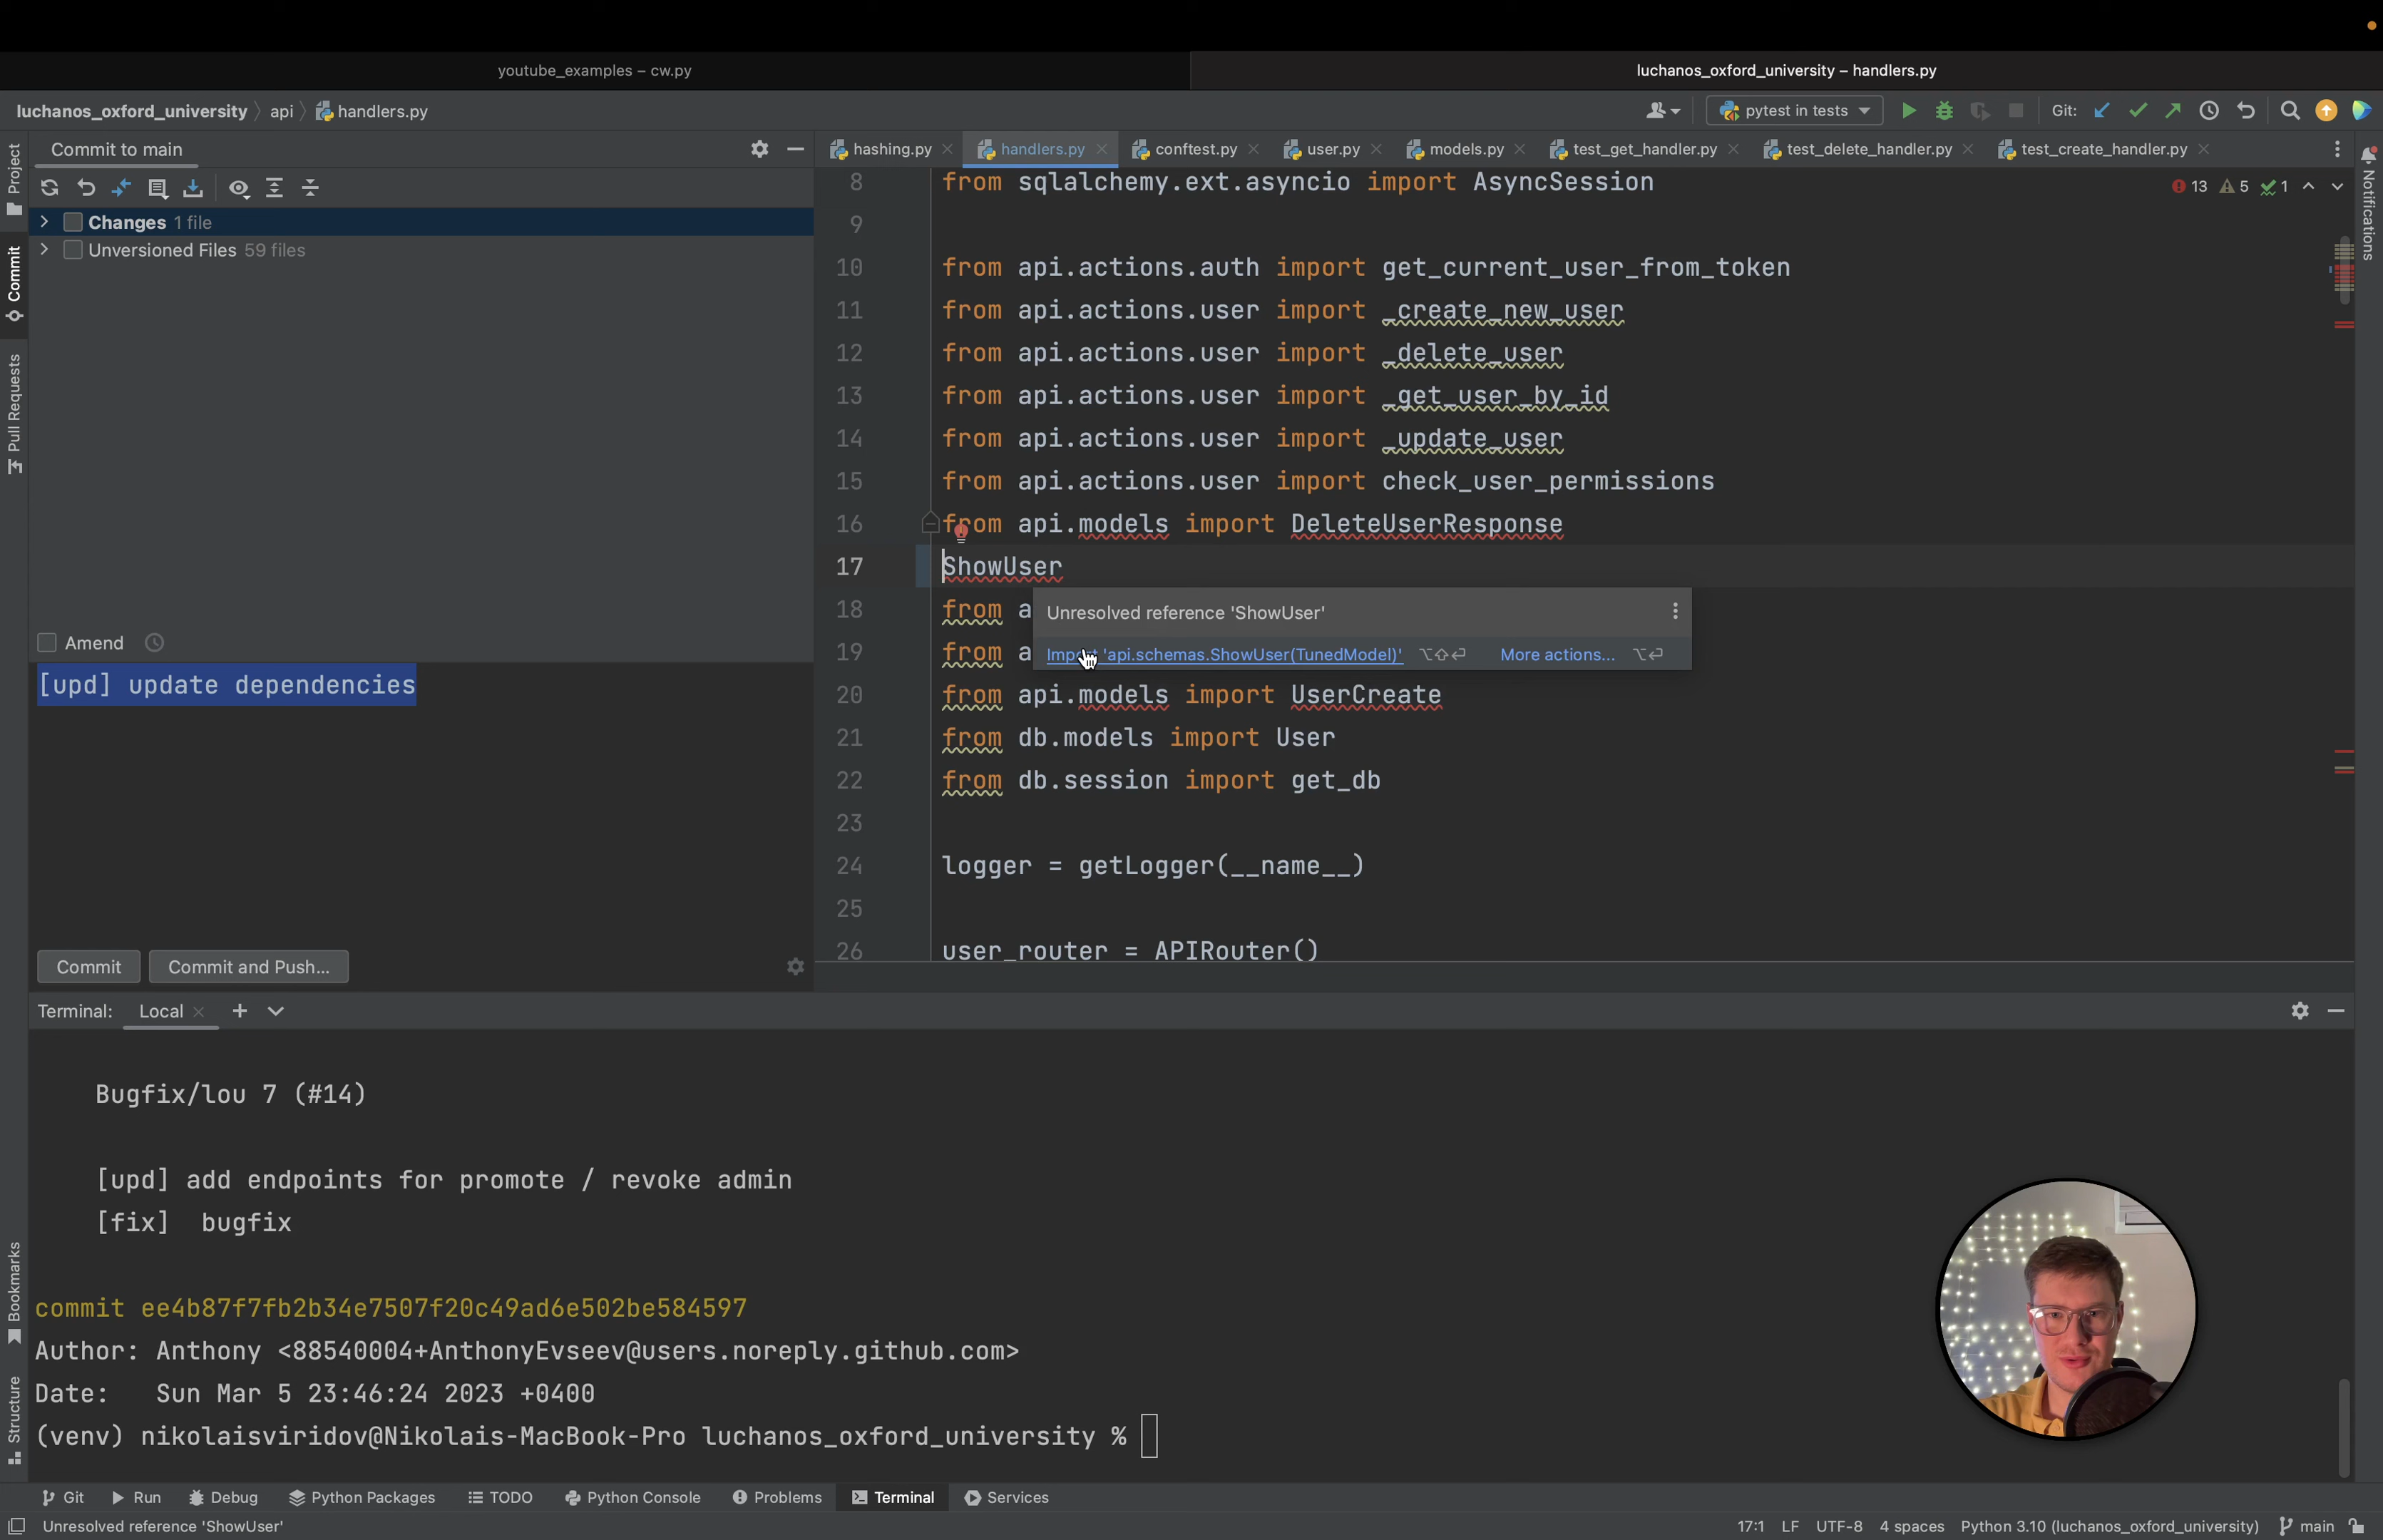 youtube_examples – cw.py
luchanos_oxford_university – handlers.py
luchanos_oxford_university
api
handlers.py
pytest in tests
Git:
Commit to main
hashing.py
handlers.py
conftest.py
user.py
models.py
test_get_handler.py
test_delete_handler.py
test_create_handler.py
Project
Commit
Pull Requests
Bookmarks
Structure
Notifications
Changes 1 file
Unversioned Files 59 files
Amend
[upd] update dependencies
Commit
Commit and Push...
13
5
1
8 from sqlalchemy.ext.asyncio import AsyncSession
9
10 from api.actions.auth import get_current_user_from_token
11 from api.actions.user import _create_new_user
12 from api.actions.user import _delete_user
13 from api.actions.user import _get_user_by_id
14 from api.actions.user import _update_user
15 from api.actions.user import check_user_permissions
16 from api.models import DeleteUserResponse
17 ShowUser
18 from a
Unresolved reference 'ShowUser'
19 from a
Import 'api.schemas.ShowUser(TunedModel)' ⌥⇧⏎ More actions... ⌥⏎
20 from api.models import UserCreate
21 from db.models import User
22 from db.session import get_db
23
24 logger = getLogger(__name__)
25
26 user_router = APIRouter()
Terminal:
Local
Bugfix/lou 7 (#14)
[upd] add endpoints for promote / revoke admin
[fix] bugfix
commit ee4b87f7fb2b34e7507f20c49ad6e502be584597
Author: Anthony <88540004+AnthonyEvseev@users.noreply.github.com>
Date: Sun Mar 5 23:46:24 2023 +0400
(venv) nikolaisviridov@Nikolais-MacBook-Pro luchanos_oxford_university %
Git
Run
Debug
Python Packages
TODO
Python Console
Problems
Terminal
Services
Unresolved reference 'ShowUser'
17:1
LF
UTF-8
4 spaces
Python 3.10 (luchanos_oxford_university)
main